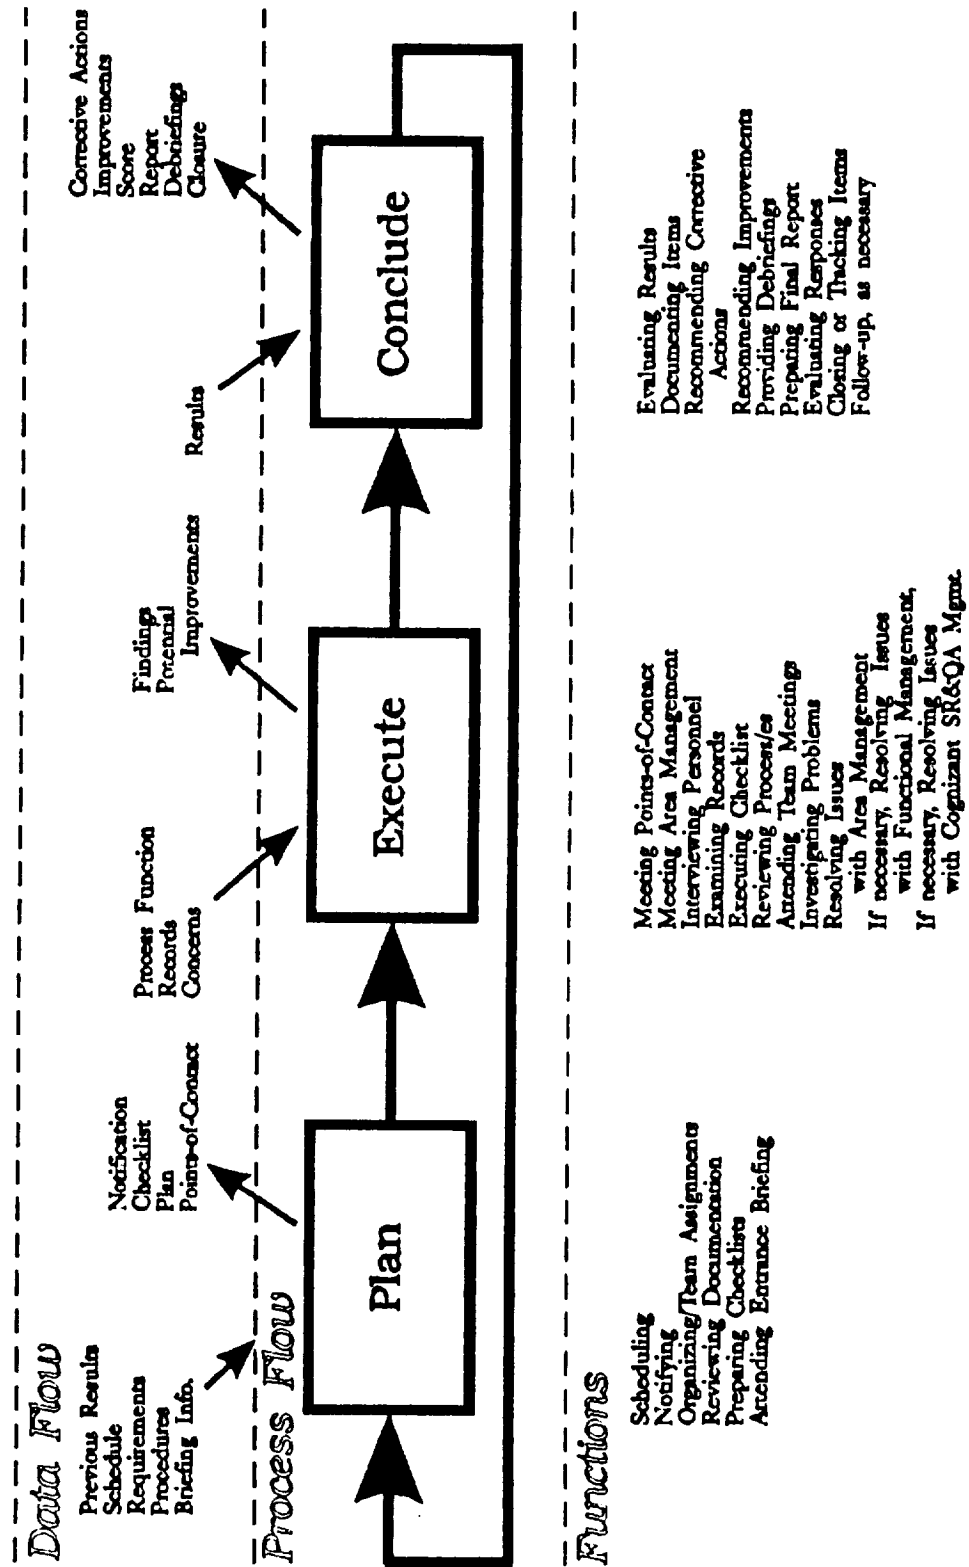 Data Flow
Previous Results
Schedule
Requirements
Procedures
Briefing Info.
Notification
Checklist
Plan
Points-of-Contact
Process Function
Records
Concerns
Findings
Potential
Improvements
Results
Corrective Actions
Improvements
Score
Report
Debriefings
Closure
Process Flow
Plan
Execute
Conclude
Functions
Scheduling
Notifying
Organizing/Team Assignments
Reviewing Documentation
Preparing Checklists
Attending Entrance Briefing
Meeting Points-of-Contact
Meeting Area Management
Interviewing Personnel
Examining Records
Executing Checklist
Reviewing Process/es
Attending Team Meetings
Investigating Problems
Resolving Issues
with Area Management
If necessary, Resolving Issues
with Functional Management,
If necessary, Resolving Issues
with Cognizant SR&QA Mgmt.
Evaluating Results
Documenting Items
Recommending Corrective
Actions
Recommending Improvements
Providing Debriefings
Preparing Final Report
Evaluating Responses
Closing or Tracking Items
Follow-up, as necessary